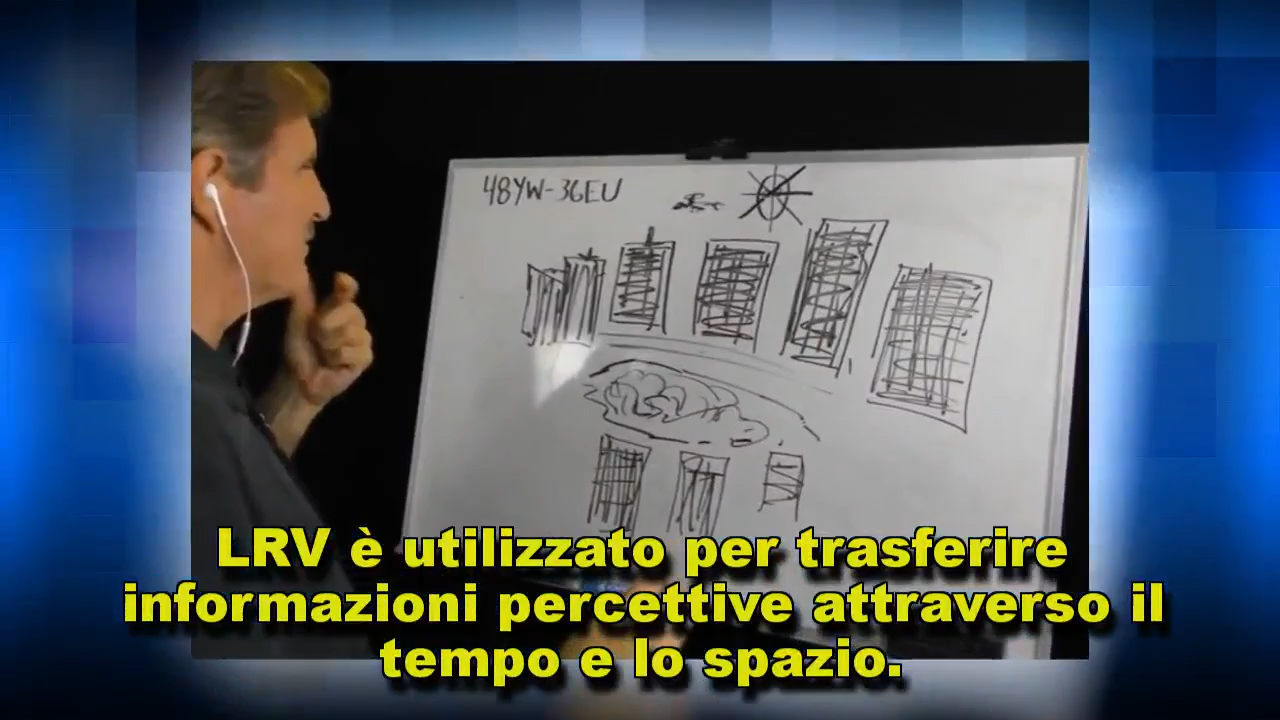 48YW-36EU
LRV è utilizzato per trasferire
informazioni percettive attraverso il
tempo e lo spazio.